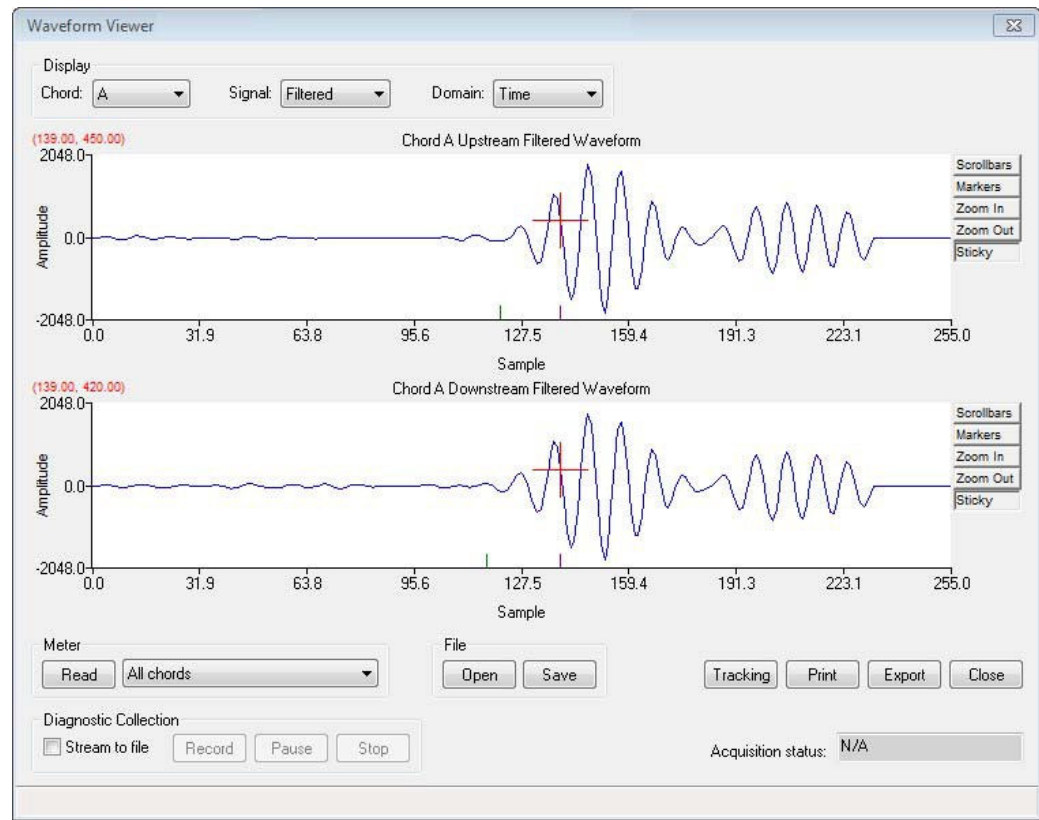 Waveform Viewer
Display
Chord: A Signal: Filtered Domain: Time
(139.00, 450.00) Chord A Upstream Filtered Waveform
2048.0
0.0
-2048.0
Amplitude
0.0 31.9 63.8 95.6 127.5 159.4 191.3 223.1 255.0
Sample
Scrollbars
Markers
Zoom In
Zoom Out
Sticky
(139.00, 420.00) Chord A Downstream Filtered Waveform
2048.0
0.0
-2048.0
Amplitude
0.0 31.9 63.8 95.6 127.5 159.4 191.3 223.1 255.0
Sample
Scrollbars
Markers
Zoom In
Zoom Out
Sticky
Meter
Read All chords
File
Open Save
Tracking Print Export Close
Diagnostic Collection
Stream to file Record Pause Stop
Acquisition status: N/A